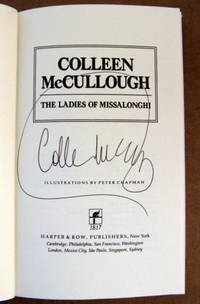 COLLEEN
McCULLOUGH
THE LADIES OF MISSALONGHI
ILLUSTRATIONS BY PETER CHAPMAN
1817
HARPER & ROW, PUBLISHERS, New York
Cambridge, Philadelphia, San Francisco, Washington
London, Mexico City, São Paulo, Singapore, Sydney